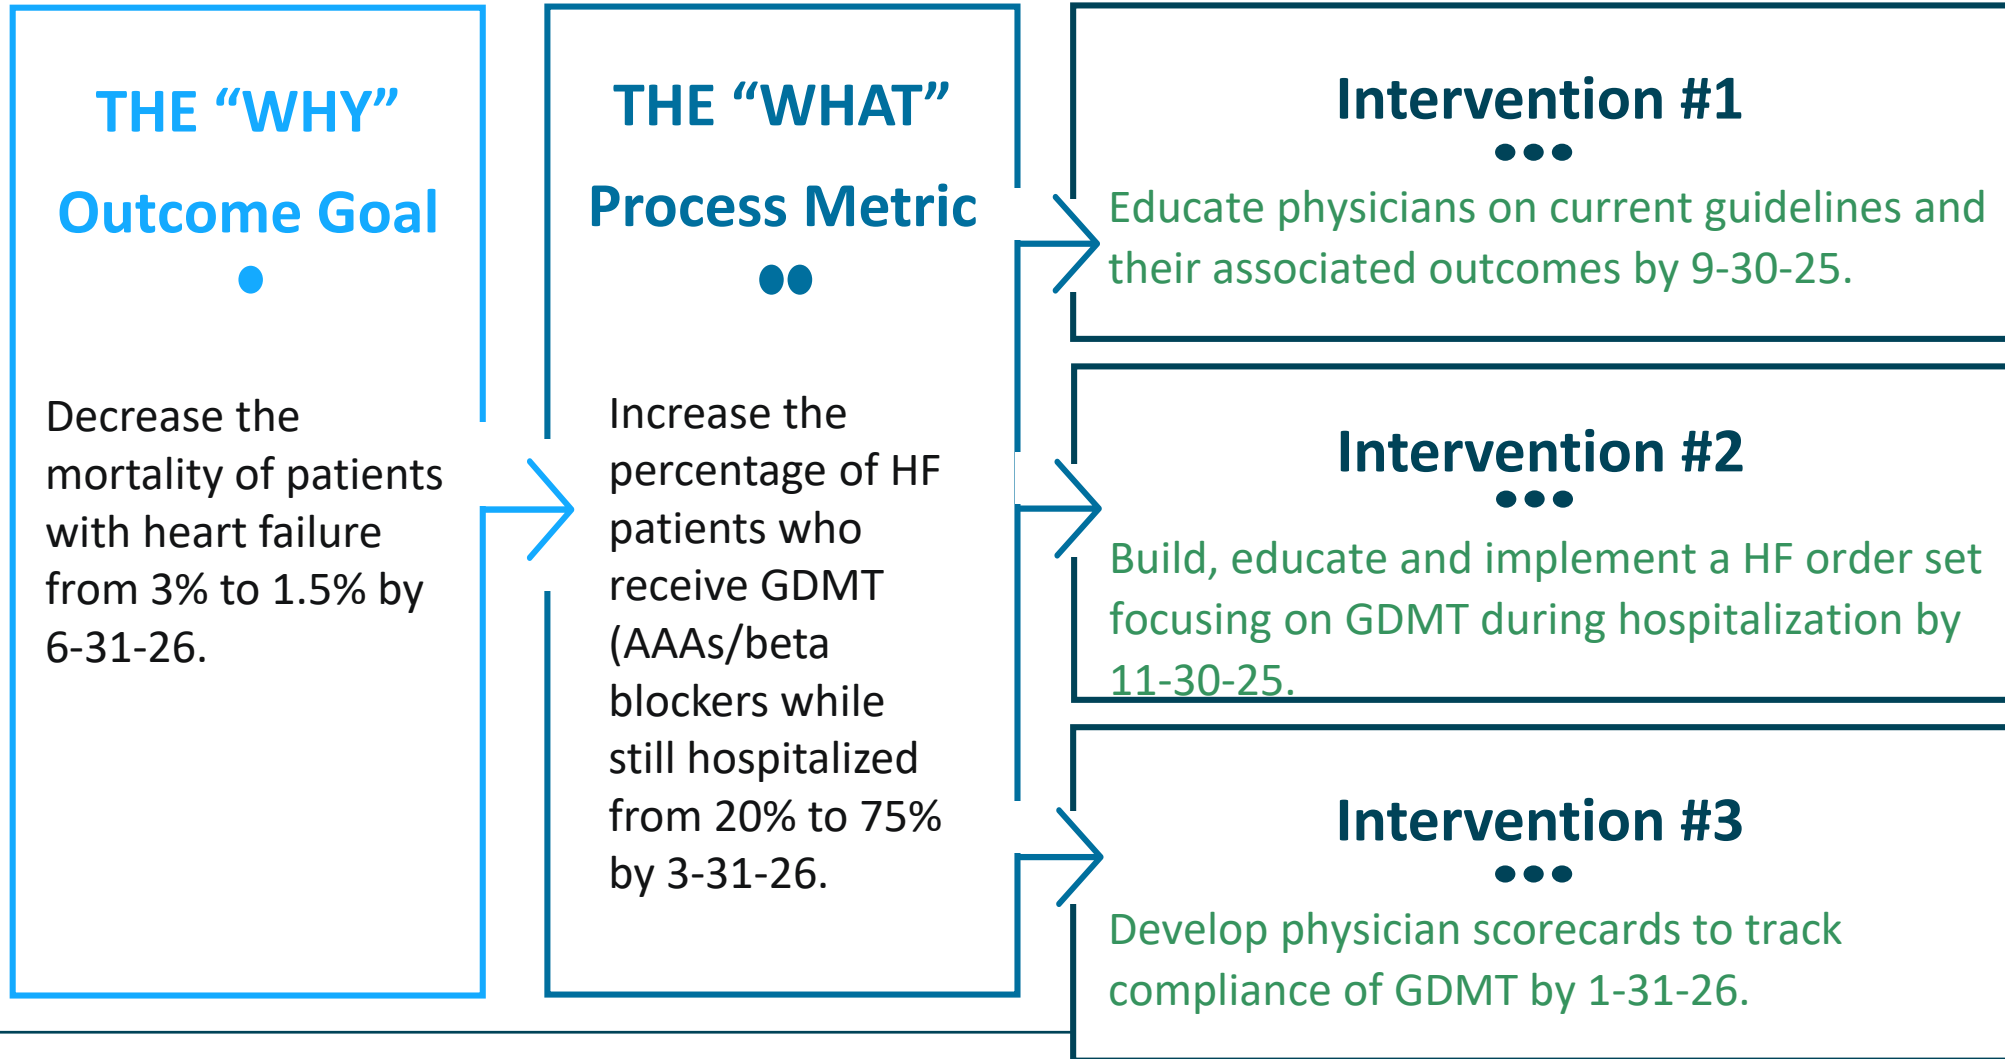 THE “WHY”
Outcome Goal
Decrease the
mortality of patients
with heart failure
from 3% to 1.5% by
6-31-26.
THE “WHAT”
Process Metric
Increase the
percentage of HF
patients who
receive GDMT
(AAAs/beta
blockers while
still hospitalized
from 20% to 75%
by 3-31-26.
Intervention #1
Educate physicians on current guidelines and
their associated outcomes by 9-30-25.
Intervention #2
Build, educate and implement a HF order set
focusing on GDMT during hospitalization by
11-30-25.
Intervention #3
Develop physician scorecards to track
compliance of GDMT by 1-31-26.